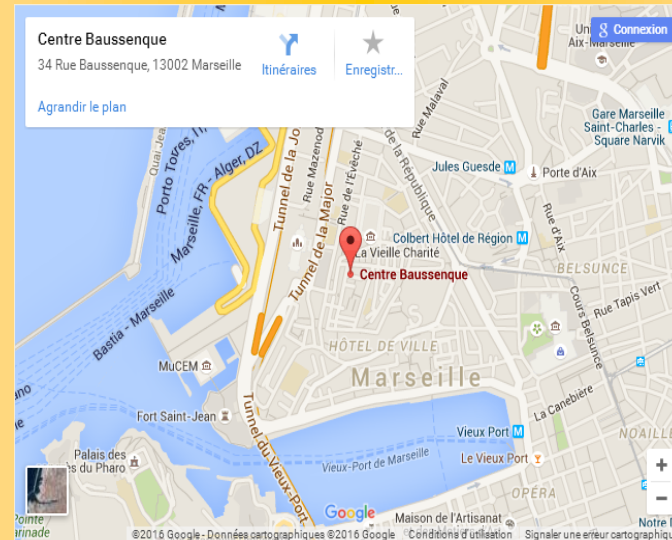 Centre Baussenque
34 Rue Baussenque, 13002 Marseille
Itinéraires
Enregistr...
Agrandir le plan
Connexion
Aix-Marseille
Gare Marseille
Saint-Charles -
Square Narvik
Rue Malaval
de la République
Jules Guesde M
Porte d'Aix
Quai
Porto Torres, IT
Marseille, FR - Alger, DZ
Tunnel de la
Rue Mazenod
Rue de l'Évêché
Tunnel de la Major
Rue d'Aix
Colbert Hôtel de Région M
La Vieille Charité
Centre Baussenque
BELSUNCE
Cours Belsunce
Rue Tapis Vert
Bastia - Marseille
HÔTEL DE VILLE
MuCEM
Marseille
Fort Saint-Jean
La Canebière
Tunnel du Vieux-Port
Vieux Port M
NOAILLE
Palais des
du Pharo
Vieux-Port de Marseille
Le Vieux Port
OPÉRA
+
−
Google
Maison de l'Artisanat
Notre
©2016 Google - Données cartographiques ©2016 Google
Conditions d'utilisation
Signaler une erreur cartographiq